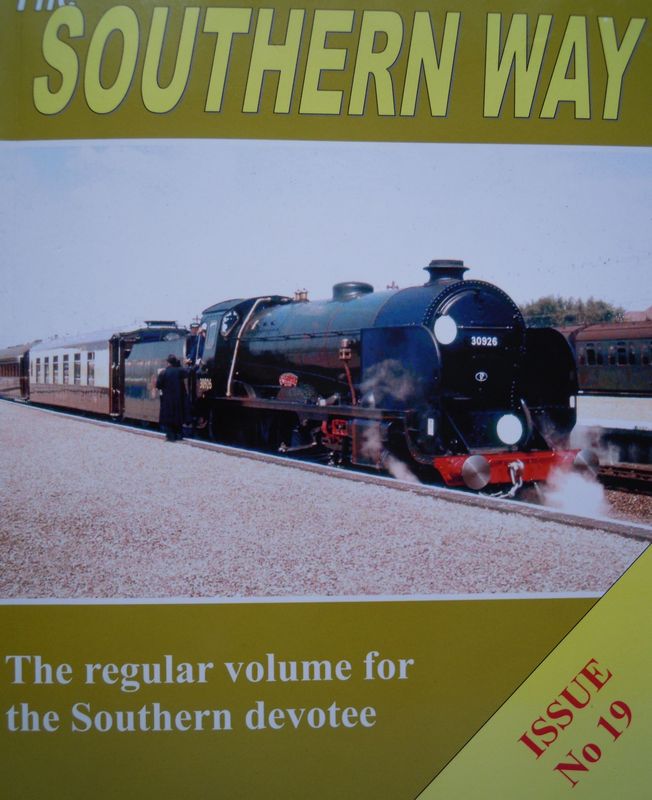 SOUTHERN WAY
30926
The regular volume for
the Southern devotee
ISSUE
No 19